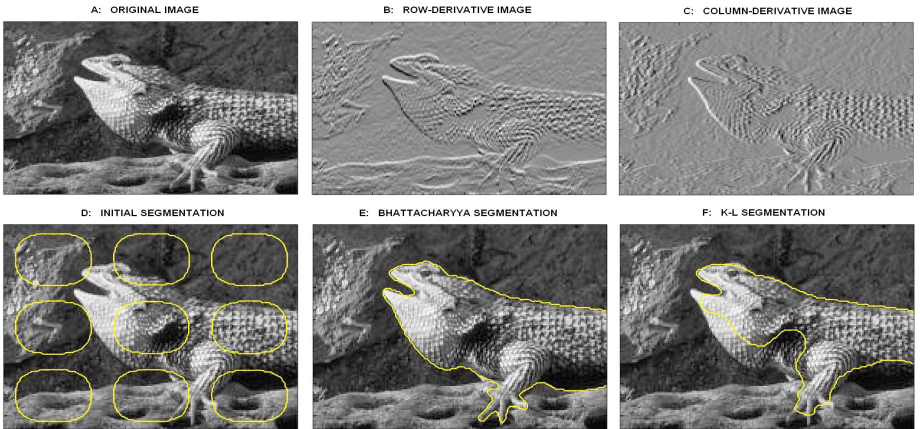 A: ORIGINAL IMAGE
B: ROW-DERIVATIVE IMAGE
C: COLUMN-DERIVATIVE IMAGE
D: INITIAL SEGMENTATION
E: BHATTACHARYYA SEGMENTATION
F: K-L SEGMENTATION